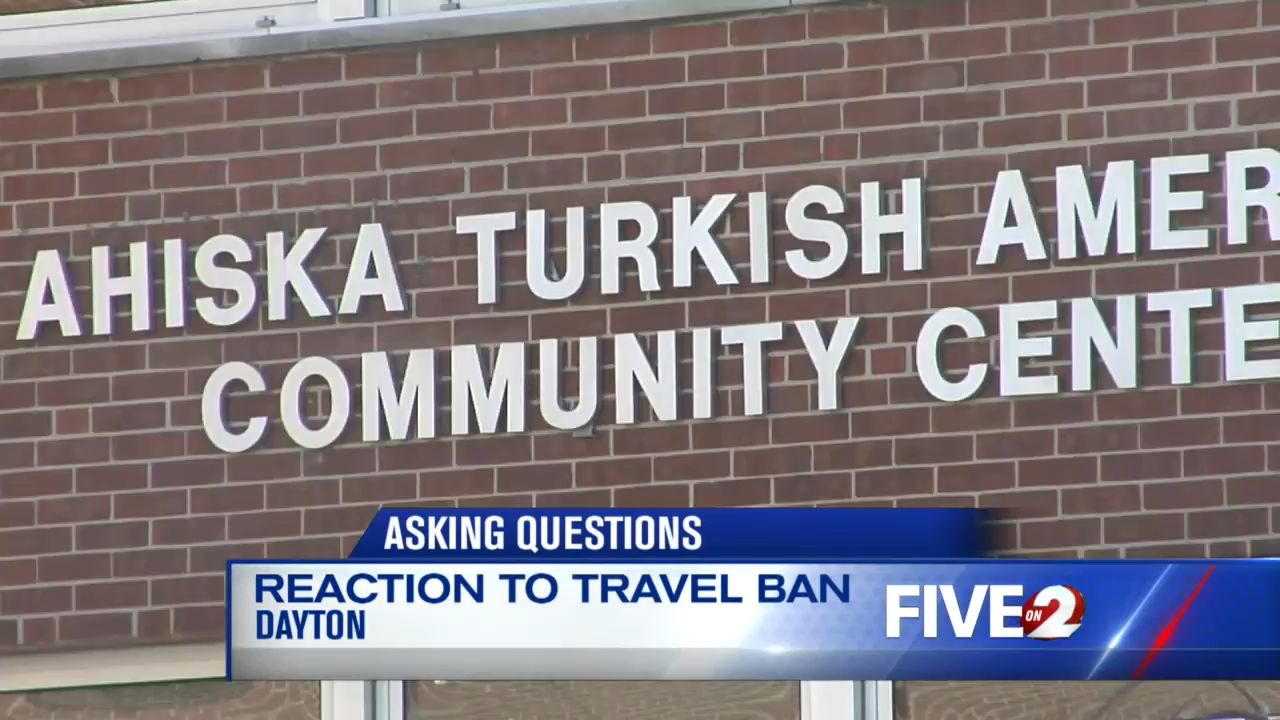 AHISKA TURKISH AMER
COMMUNITY CENTE
ASKING QUESTIONS
REACTION TO TRAVEL BAN
DAYTON
FIVE ON 2